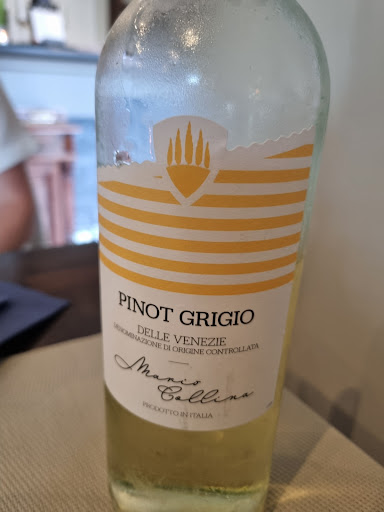 PINOT GRIGIO
DELLE VENEZIE
DENOMINAZIONE DI ORIGINE CONTROLLATA
Mario
Collina
PRODOTTO IN ITALIA